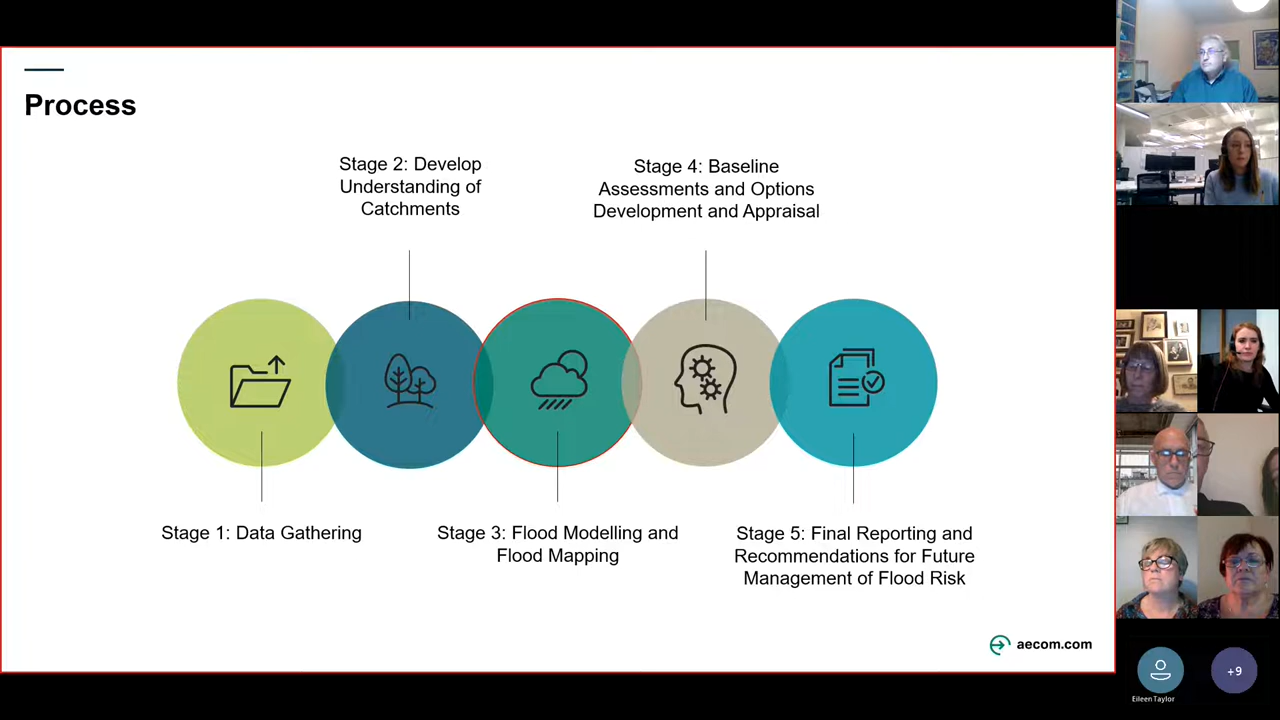 Process
Stage 2: Develop
Understanding of
Catchments
Stage 4: Baseline
Assessments and Options
Development and Appraisal
Stage 1: Data Gathering
Stage 3: Flood Modelling and
Flood Mapping
Stage 5: Final Reporting and
Recommendations for Future
Management of Flood Risk
aecom.com
+9
Eileen Taylor